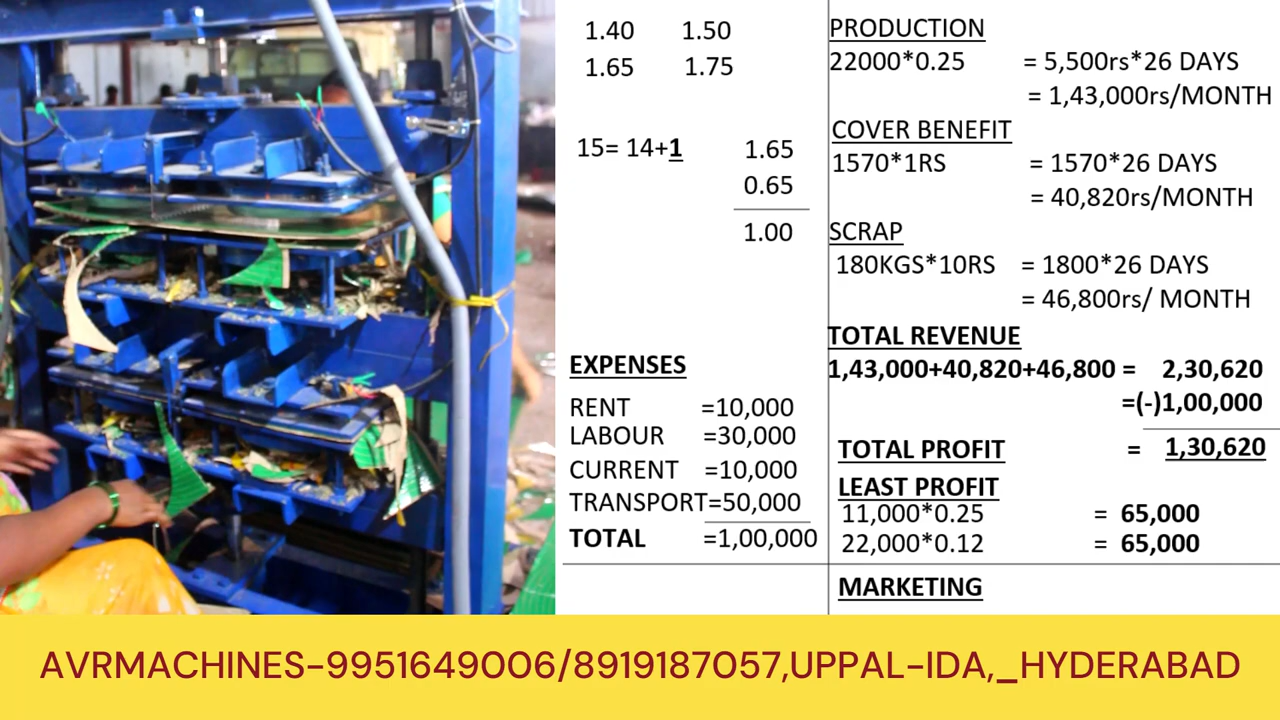 1.40 1.50
1.65 1.75
15= 14+1 1.65
0.65
1.00
EXPENSES
RENT =10,000
LABOUR =30,000
CURRENT =10,000
TRANSPORT=50,000
TOTAL =1,00,000
PRODUCTION
22000*0.25 = 5,500rs*26 DAYS
= 1,43,000rs/MONTH
COVER BENEFIT
1570*1RS = 1570*26 DAYS
= 40,820rs/MONTH
SCRAP
180KGS*10RS = 1800*26 DAYS
= 46,800rs/ MONTH
TOTAL REVENUE
1,43,000+40,820+46,800 = 2,30,620
=(-)1,00,000
TOTAL PROFIT = 1,30,620
LEAST PROFIT
11,000*0.25 = 65,000
22,000*0.12 = 65,000
MARKETING
AVRMACHINES-9951649006/8919187057,UPPAL-IDA,_HYDERABAD